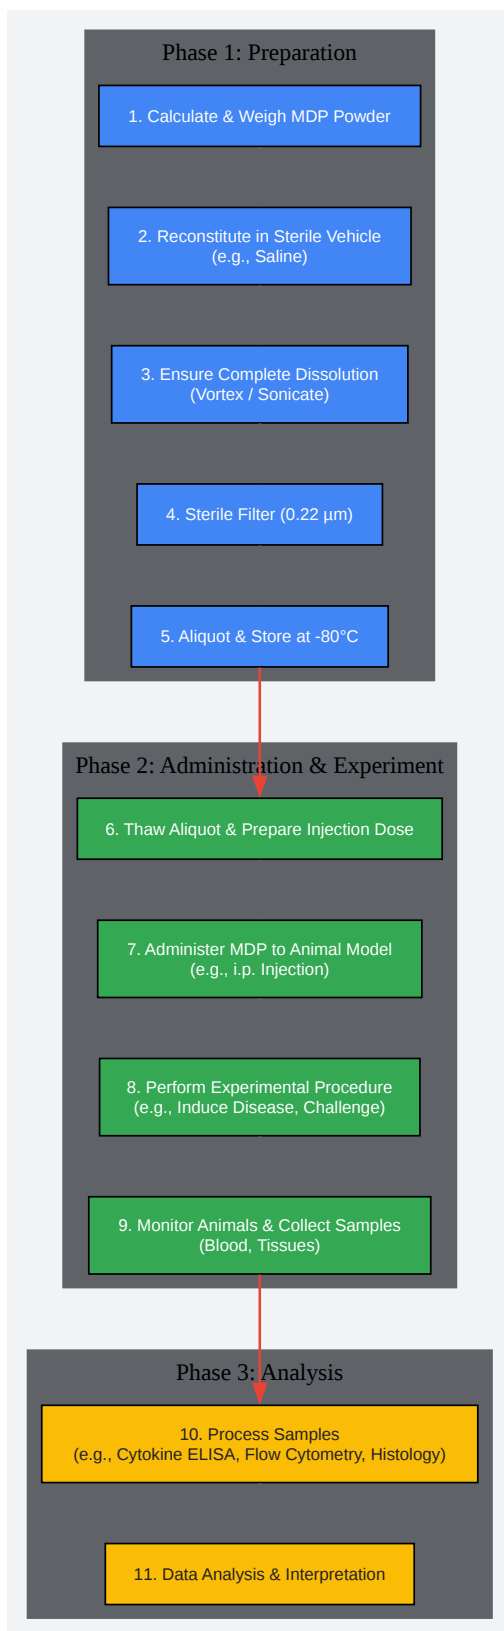 Phase 1: Preparation
1. Calculate & Weigh MDP Powder
2. Reconstitute in Sterile Vehicle
(e.g., Saline)
3. Ensure Complete Dissolution
(Vortex / Sonicate)
4. Sterile Filter (0.22 µm)
5. Aliquot & Store at -80°C
Phase 2: Administration & Experiment
6. Thaw Aliquot & Prepare Injection Dose
7. Administer MDP to Animal Model
(e.g., i.p. Injection)
8. Perform Experimental Procedure
(e.g., Induce Disease, Challenge)
9. Monitor Animals & Collect Samples
(Blood, Tissues)
Phase 3: Analysis
10. Process Samples
(e.g., Cytokine ELISA, Flow Cytometry, Histology)
11. Data Analysis & Interpretation